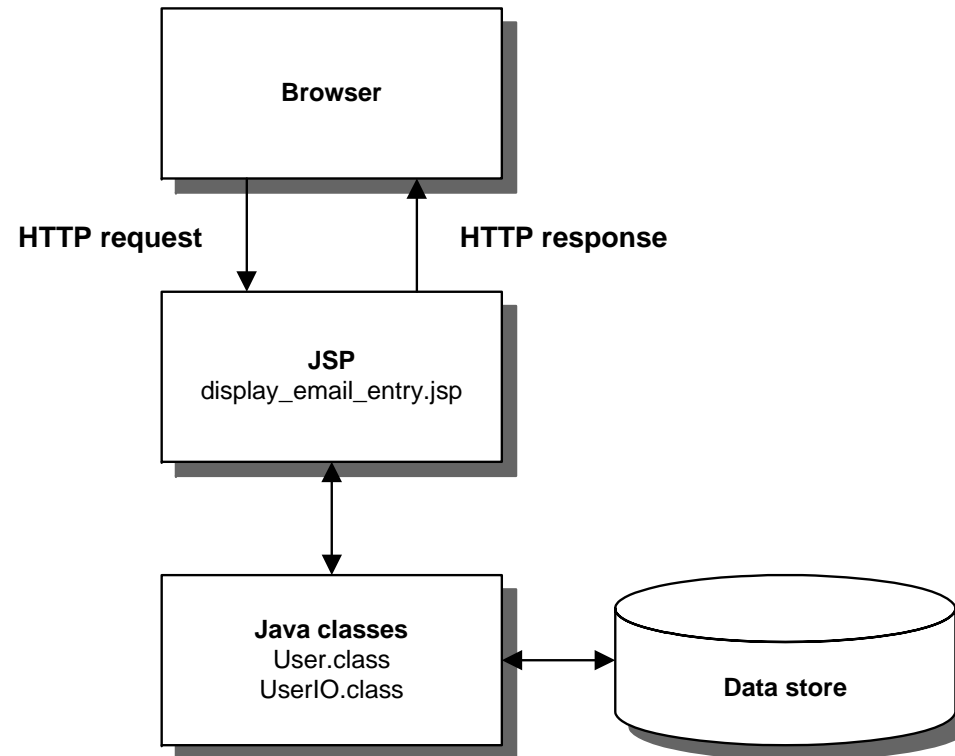 Browser
HTTP request
HTTP response
JSP
display_email_entry.jsp
Java classes
User.class
UserIO.class
Data store